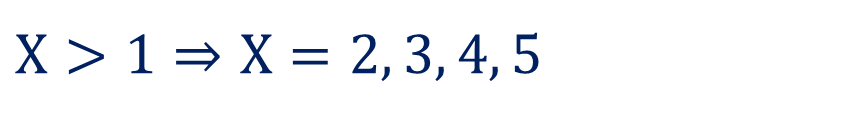 X > 1 ⇒ X = 2, 3, 4, 5